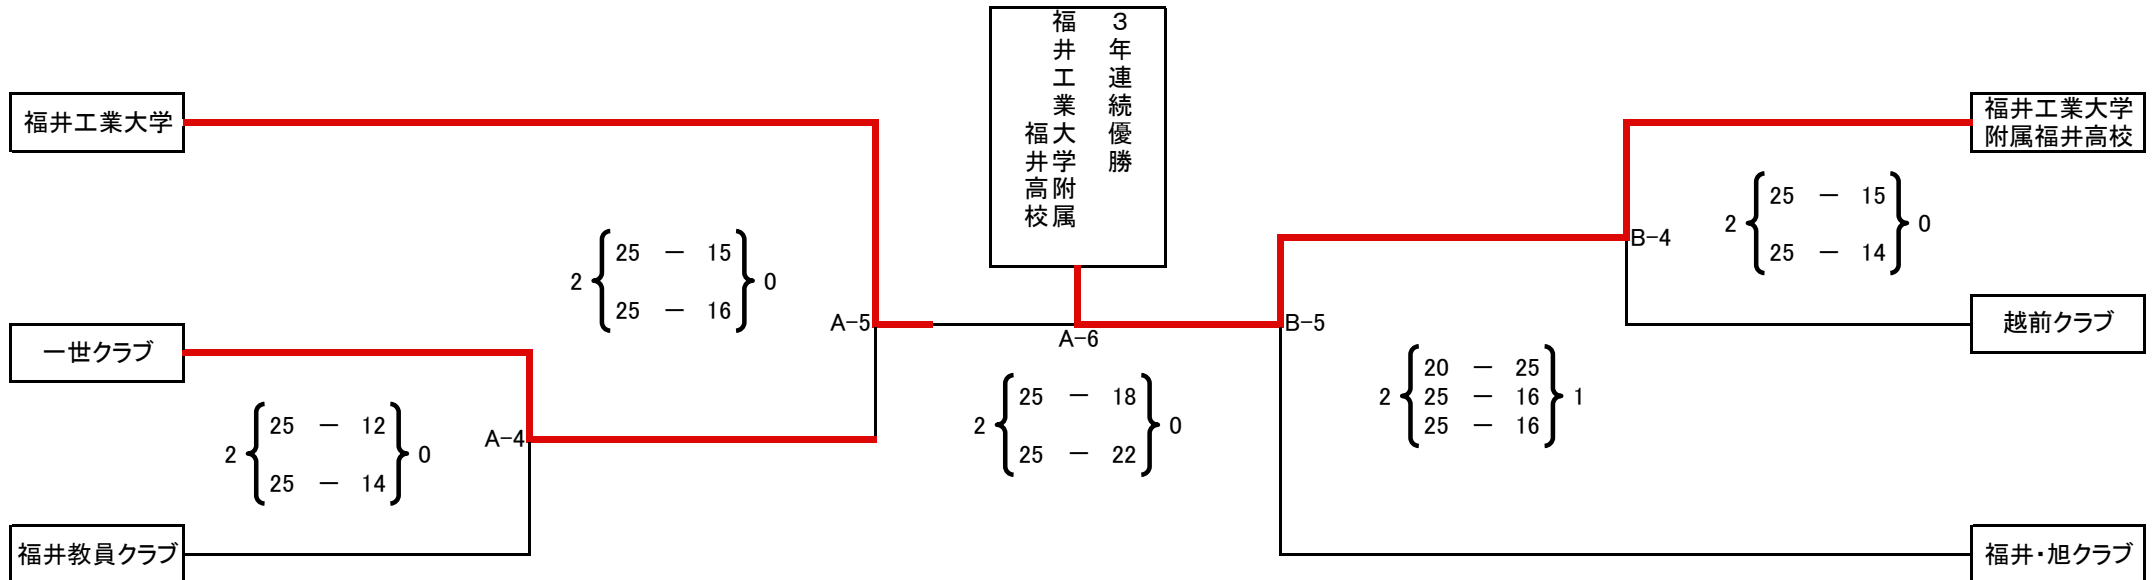 3年連続優勝
福井工業大学附属
福井高校
福井工業大学
一世クラブ
福井教員クラブ
福井工業大学
附属福井高校
越前クラブ
福井・旭クラブ
A-4
2 { 25 － 12 } 0
25 － 14
A-5
2 { 25 － 15 } 0
25 － 16
A-6
2 { 25 － 18 } 0
25 － 22
B-5
20 － 25
2 { 25 － 16 } 1
25 － 16
B-4
2 { 25 － 15 } 0
25 － 14